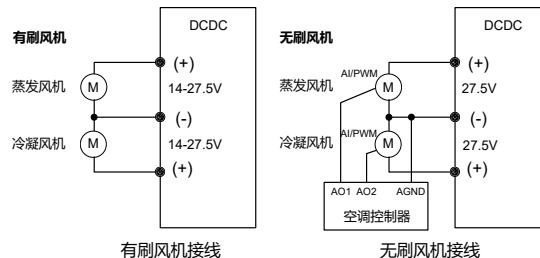 有刷风机
DCDC
(+)
蒸发风机
M
14-27.5V
(-)
冷凝风机
M
14-27.5V
(+)
有刷风机接线
无刷风机
DCDC
(+)
AI/PWM
蒸发风机
M
27.5V
(-)
AI/PWM
冷凝风机
M
27.5V
(+)
AO1 AO2 AGND
空调控制器
无刷风机接线